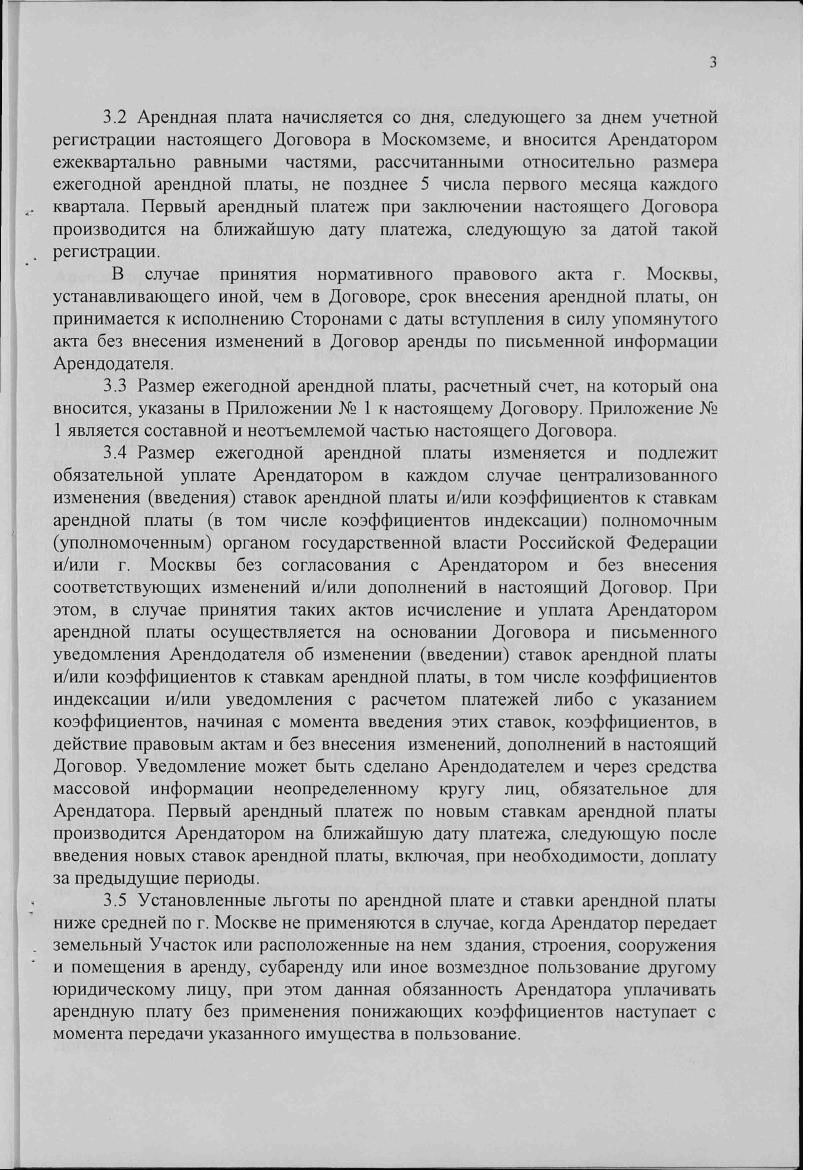 3
3.2 Арендная плата начисляется со дня, следующего за днем учетной
регистрации настоящего Договора в Москомземе, и вносится Арендатором
ежеквартально равными частями, рассчитанными относительно размера
ежегодной арендной платы, не позднее 5 числа первого месяца каждого
квартала. Первый арендный платеж при заключении настоящего Договора
производится на ближайшую дату платежа, следующую за датой такой
регистрации.
В случае принятия нормативного правового акта г. Москвы,
устанавливающего иной, чем в Договоре, срок внесения арендной платы, он
принимается к исполнению Сторонами с даты вступления в силу упомянутого
акта без внесения изменений в Договор аренды по письменной информации
Арендодателя.
3.3 Размер ежегодной арендной платы, расчетный счет, на который она
вносится, указаны в Приложении № 1 к настоящему Договору. Приложение №
1 является составной и неотъемлемой частью настоящего Договора.
3.4 Размер ежегодной арендной платы изменяется и подлежит
обязательной уплате Арендатором в каждом случае централизованного
изменения (введения) ставок арендной платы и/или коэффициентов к ставкам
арендной платы (в том числе коэффициентов индексации) полномочным
(уполномоченным) органом государственной власти Российской Федерации
и/или г. Москвы без согласования с Арендатором и без внесения
соответствующих изменений и/или дополнений в настоящий Договор. При
этом, в случае принятия таких актов исчисление и уплата Арендатором
арендной платы осуществляется на основании Договора и письменного
уведомления Арендодателя об изменении (введении) ставок арендной платы
и/или коэффициентов к ставкам арендной платы, в том числе коэффициентов
индексации и/или уведомления с расчетом платежей либо с указанием
коэффициентов, начиная с момента введения этих ставок, коэффициентов, в
действие правовым актам и без внесения изменений, дополнений в настоящий
Договор. Уведомление может быть сделано Арендодателем и через средства
массовой информации неопределенному кругу лиц, обязательное для
Арендатора. Первый арендный платеж по новым ставкам арендной платы
производится Арендатором на ближайшую дату платежа, следующую после
введения новых ставок арендной платы, включая, при необходимости, доплату
за предыдущие периоды.
3.5 Установленные льготы по арендной плате и ставки арендной платы
ниже средней по г. Москве не применяются в случае, когда Арендатор передает
земельный Участок или расположенные на нем здания, строения, сооружения
и помещения в аренду, субаренду или иное возмездное пользование другому
юридическому лицу, при этом данная обязанность Арендатора уплачивать
арендную плату без применения понижающих коэффициентов наступает с
момента передачи указанного имущества в пользование.